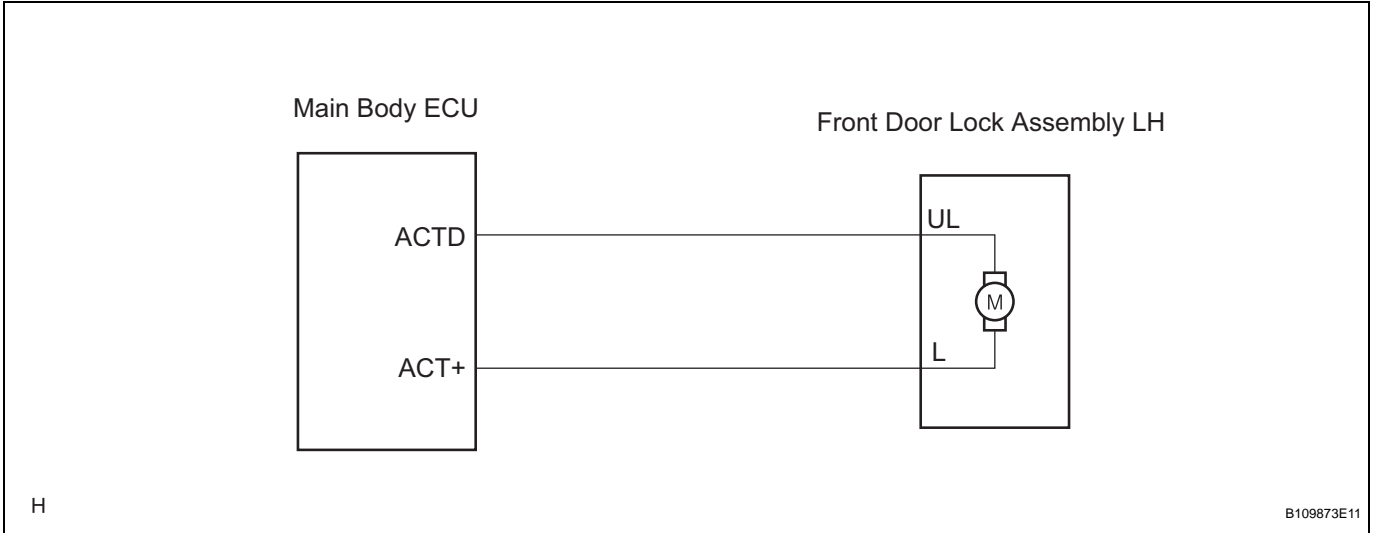 Main Body ECU
Front Door Lock Assembly LH
ACTD
UL
M
ACT+
L
H
B109873E11